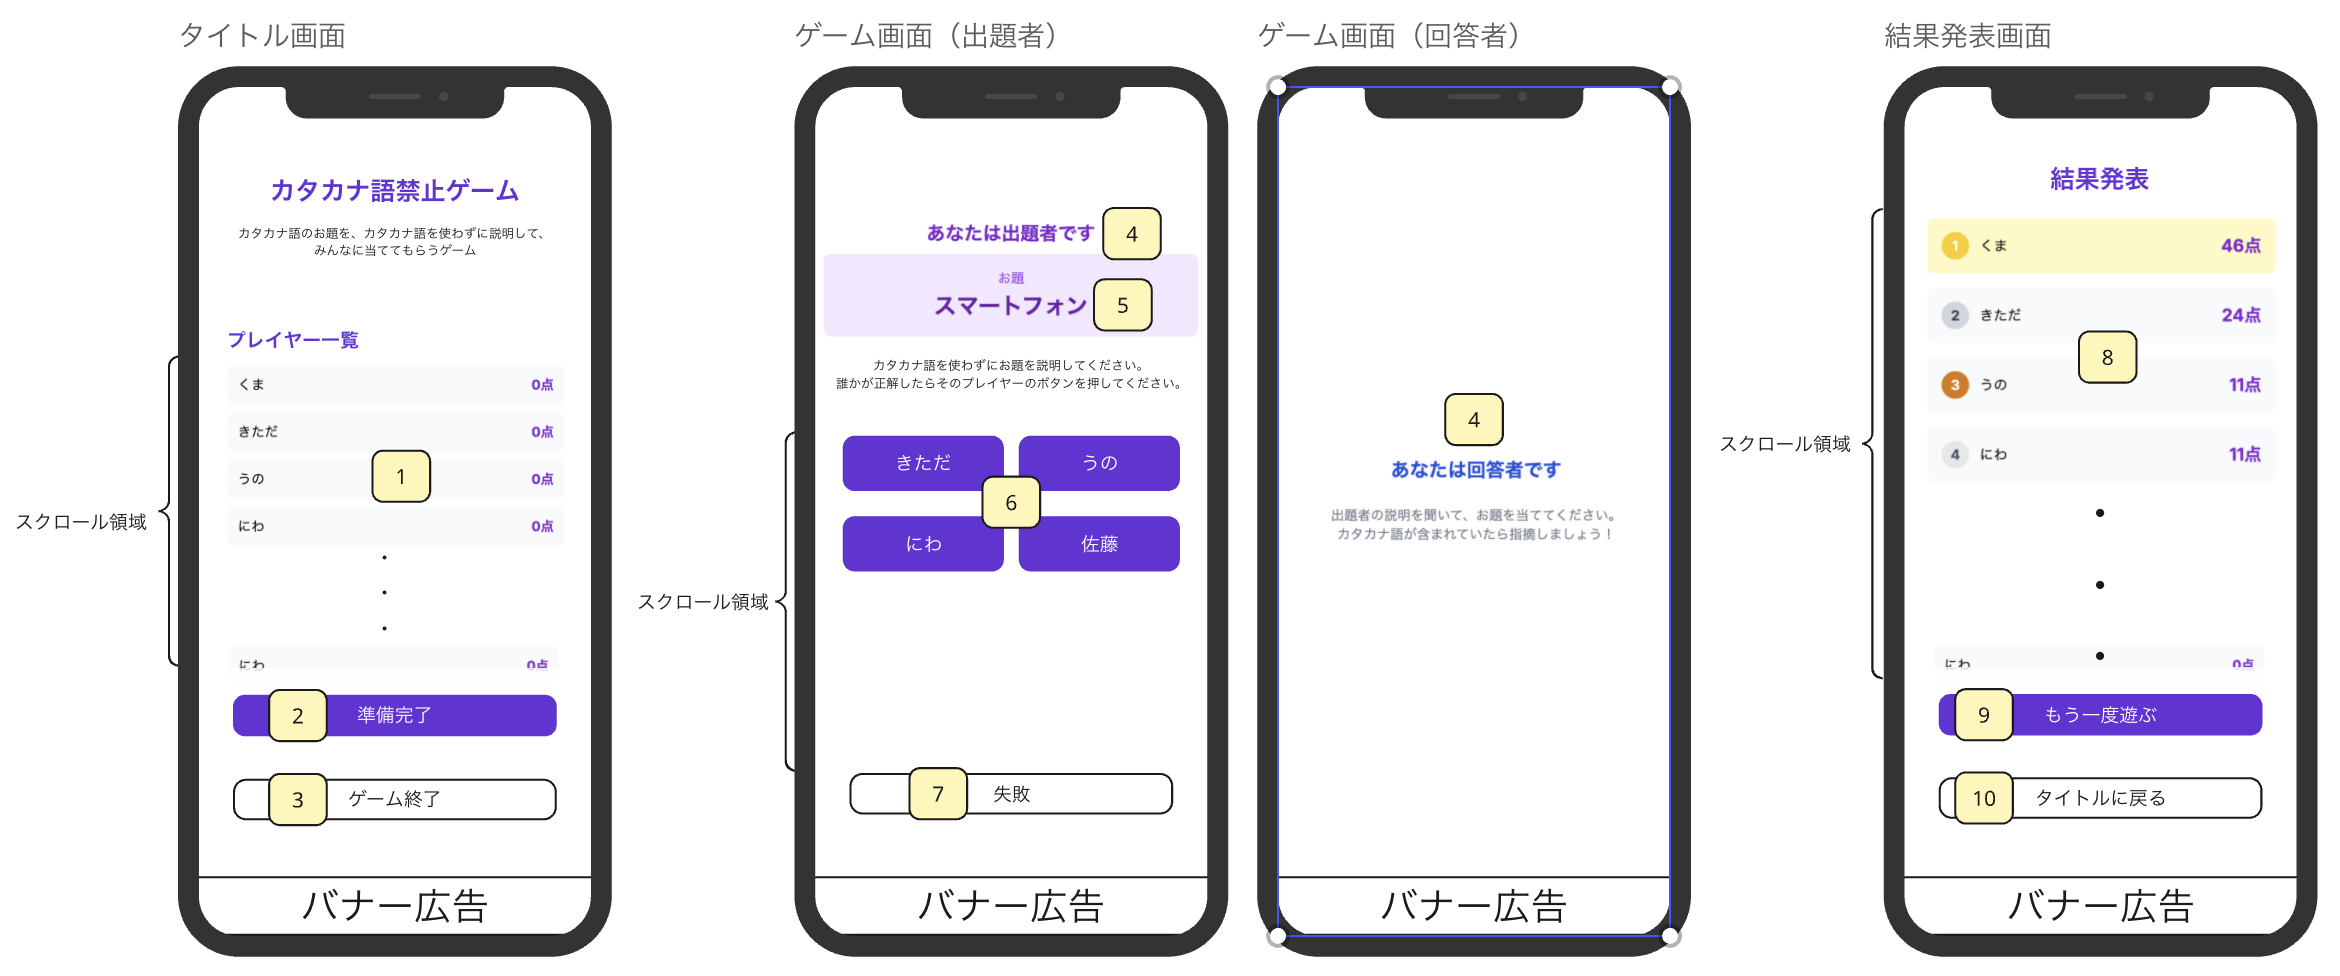 タイトル画面
カタカナ語禁止ゲーム
カタカナ語のお題を、カタカナ語を使わずに説明して、
みんなに当ててもらうゲーム
プレイヤー一覧
くま 0点
きただ 0点
1
うの 0点
にわ 0点
スクロール領域
にわ 0点
2 準備完了
3 ゲーム終了
バナー広告
ゲーム画面（出題者）
あなたは出題者です 4
お題
スマートフォン 5
カタカナ語を使わずにお題を説明してください。
誰かが正解したらそのプレイヤーのボタンを押してください。
きただ うの
6
にわ 佐藤
スクロール領域
7 失敗
バナー広告
ゲーム画面（回答者）
4
あなたは回答者です
出題者の説明を聞いて、お題を当ててください。
カタカナ語が含まれていたら指摘しましょう！
バナー広告
結果発表画面
結果発表
1 くま 46点
2 きただ 24点
8
3 うの 11点
4 にわ 11点
スクロール領域
にわ 0点
9 もう一度遊ぶ
10 タイトルに戻る
バナー広告